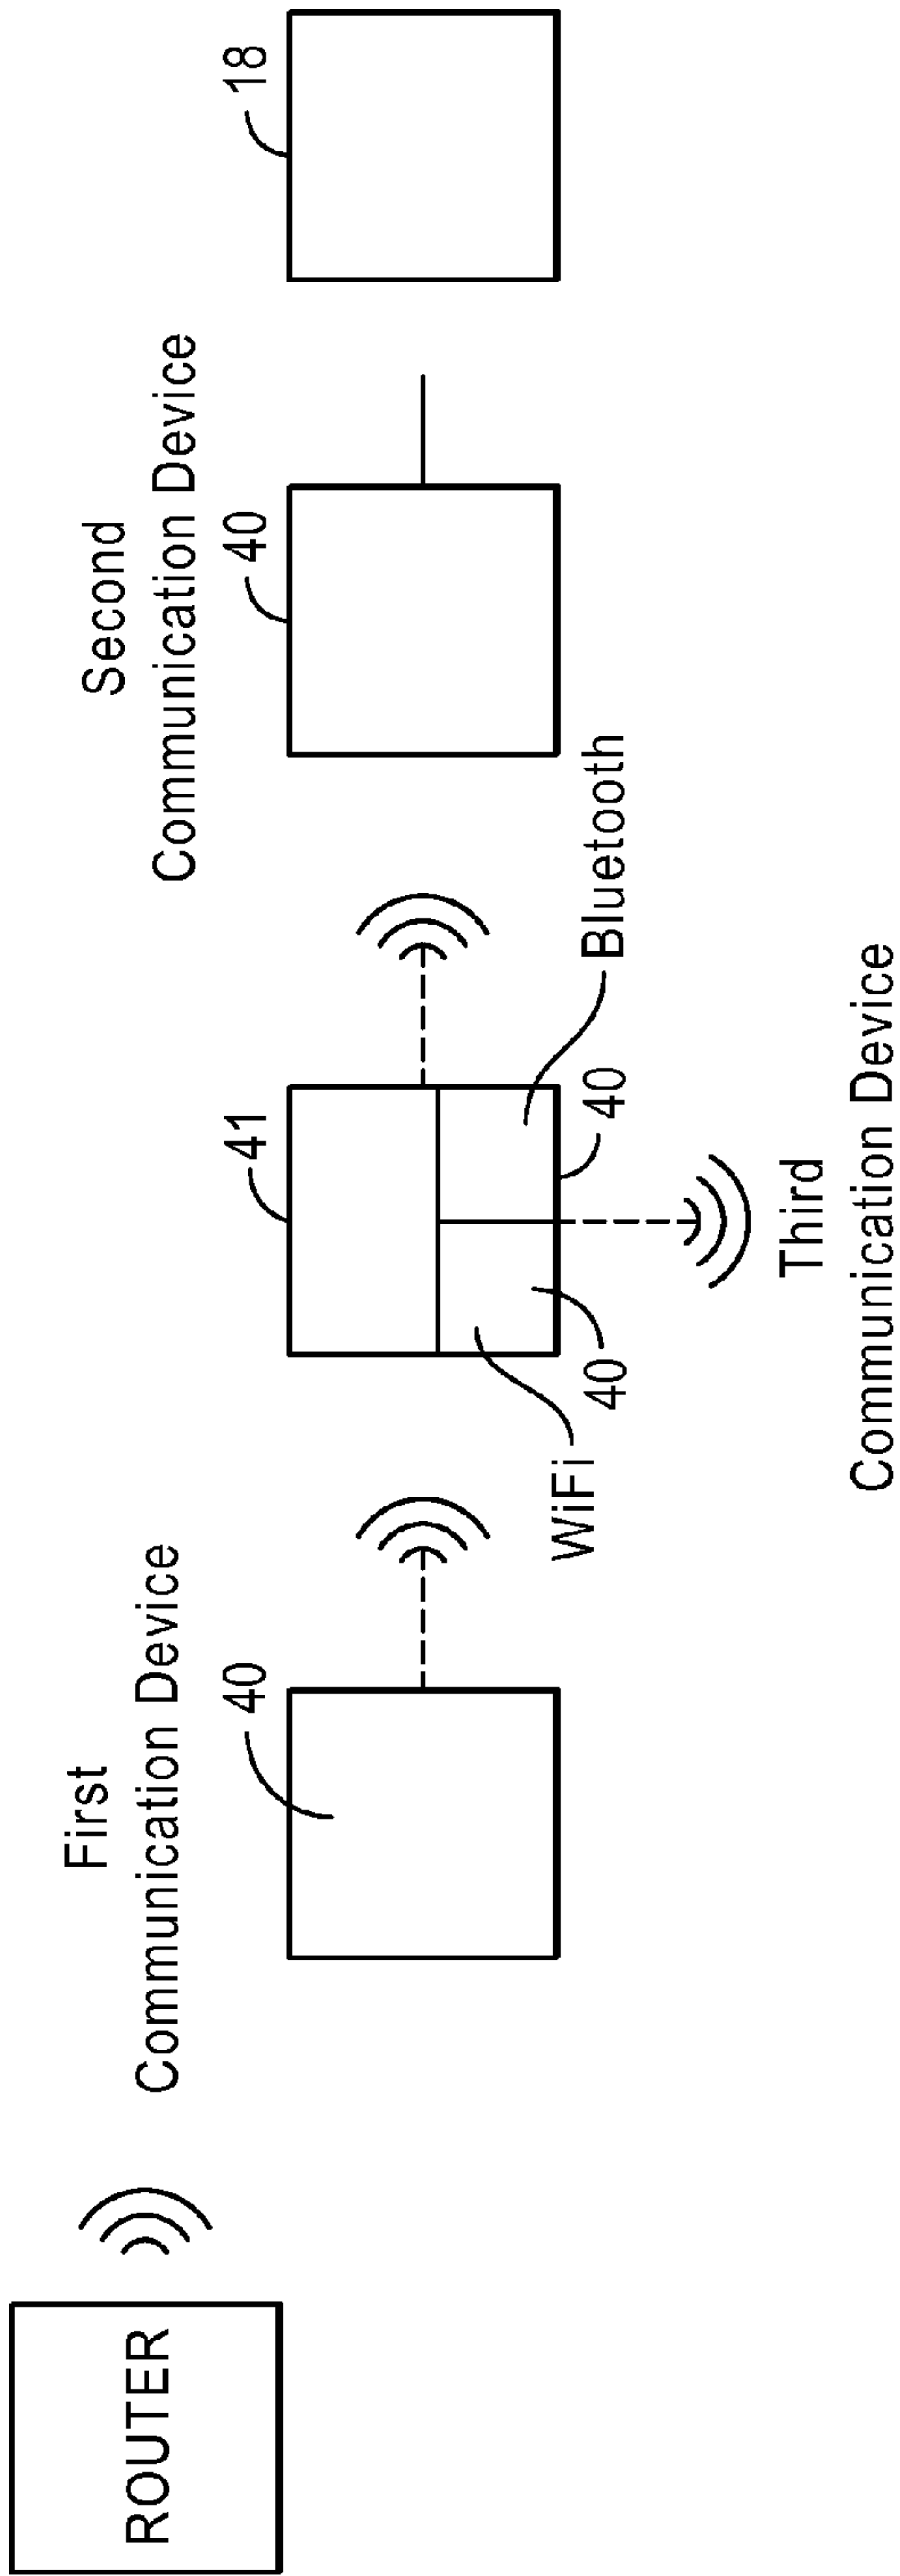 ROUTER
First
Communication Device
40
WiFi
40
41
40
Bluetooth
Third
Communication Device
Second
Communication Device
40
18